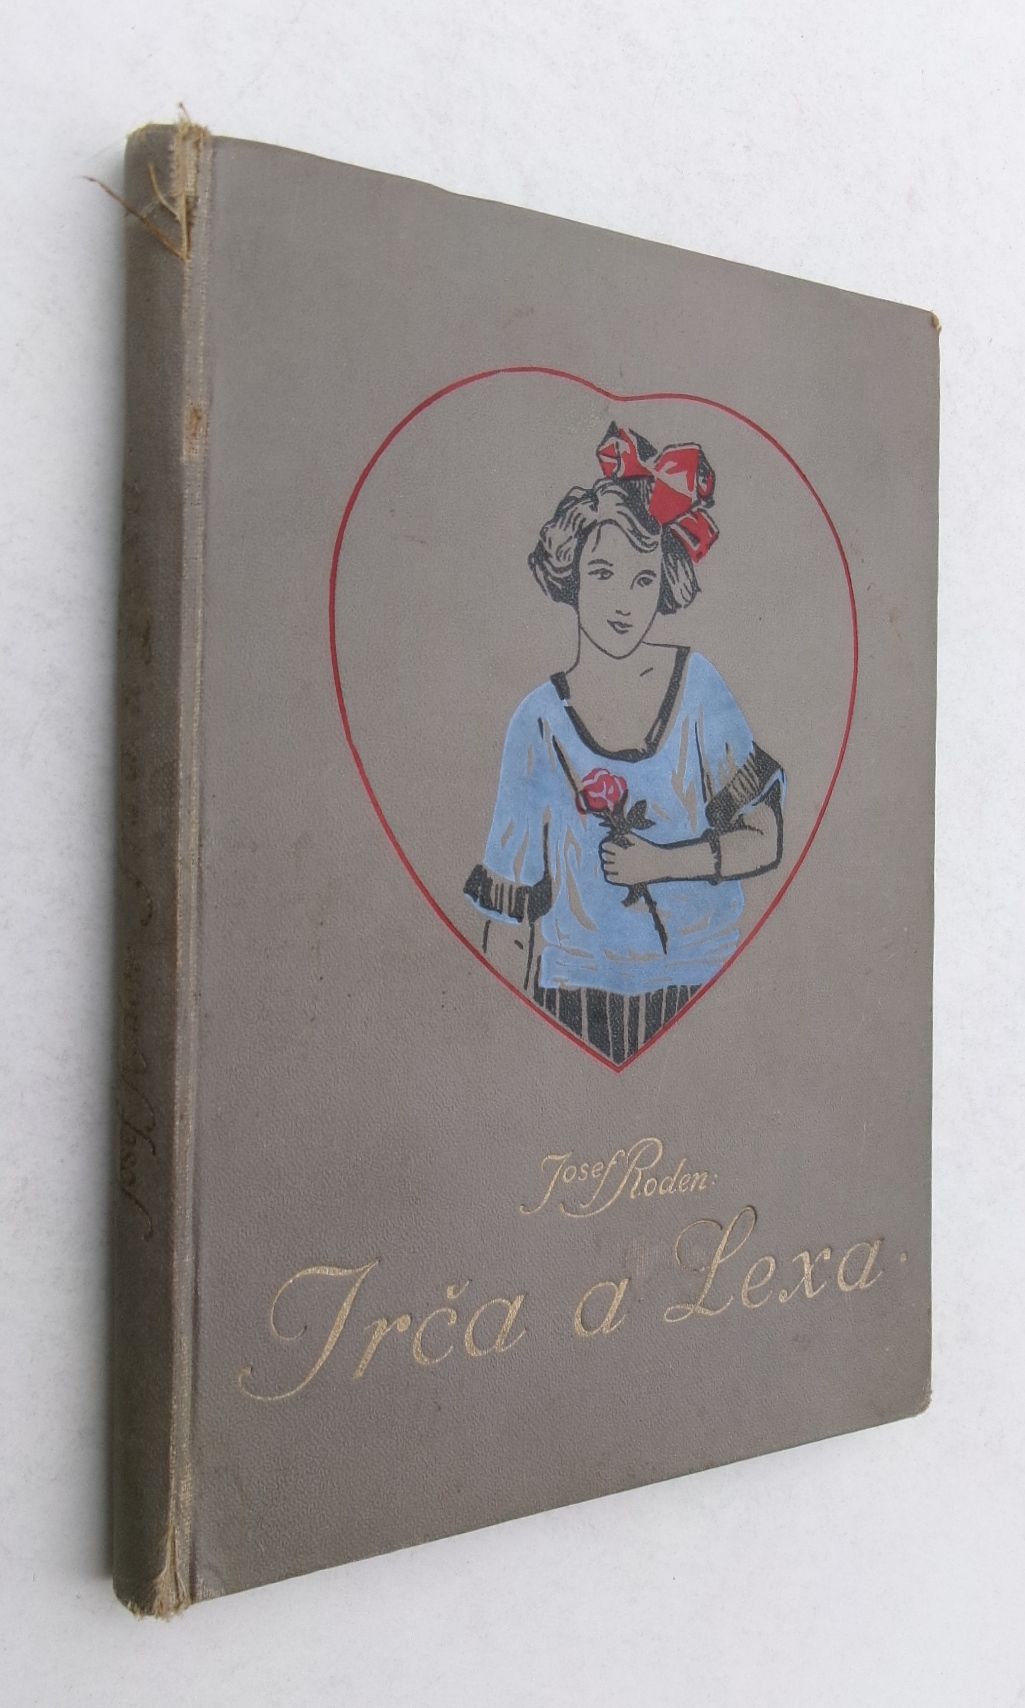 Josef Roden:
Irča a Lexa.